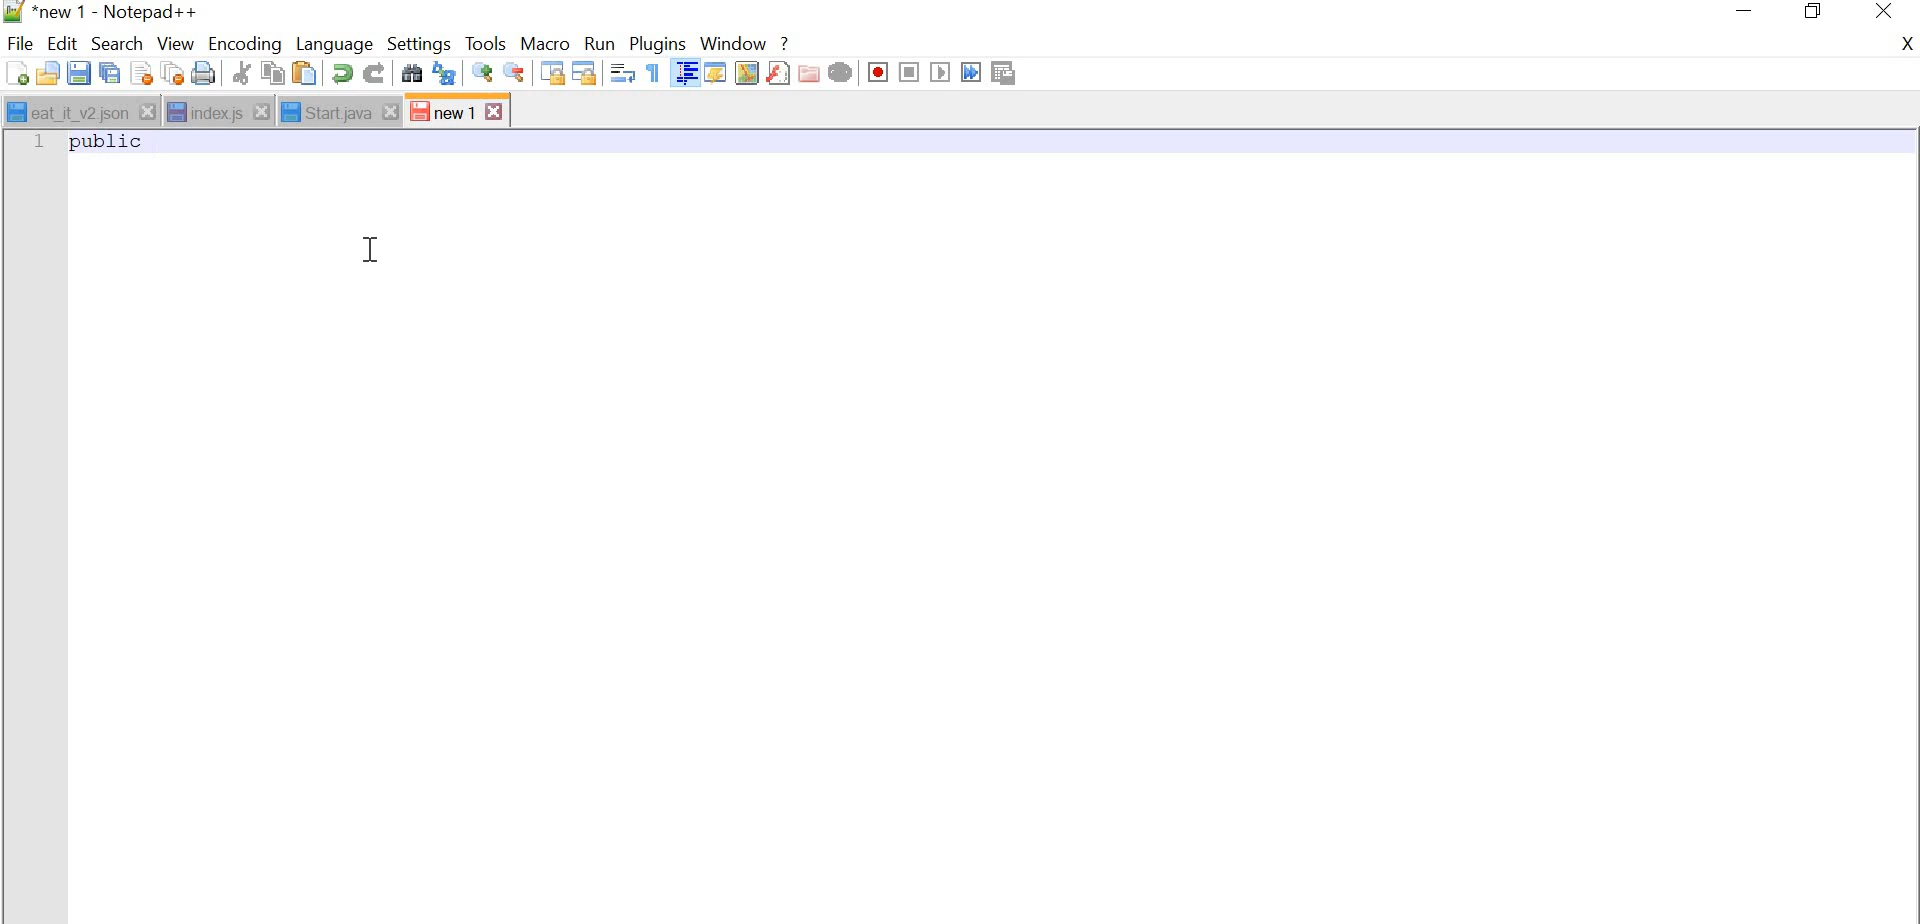 *new 1 - Notepad++
File Edit Search View Encoding Language Settings Tools Macro Run Plugins Window ? X
eat_it_v2.json index.js Start.java new 1
1 public